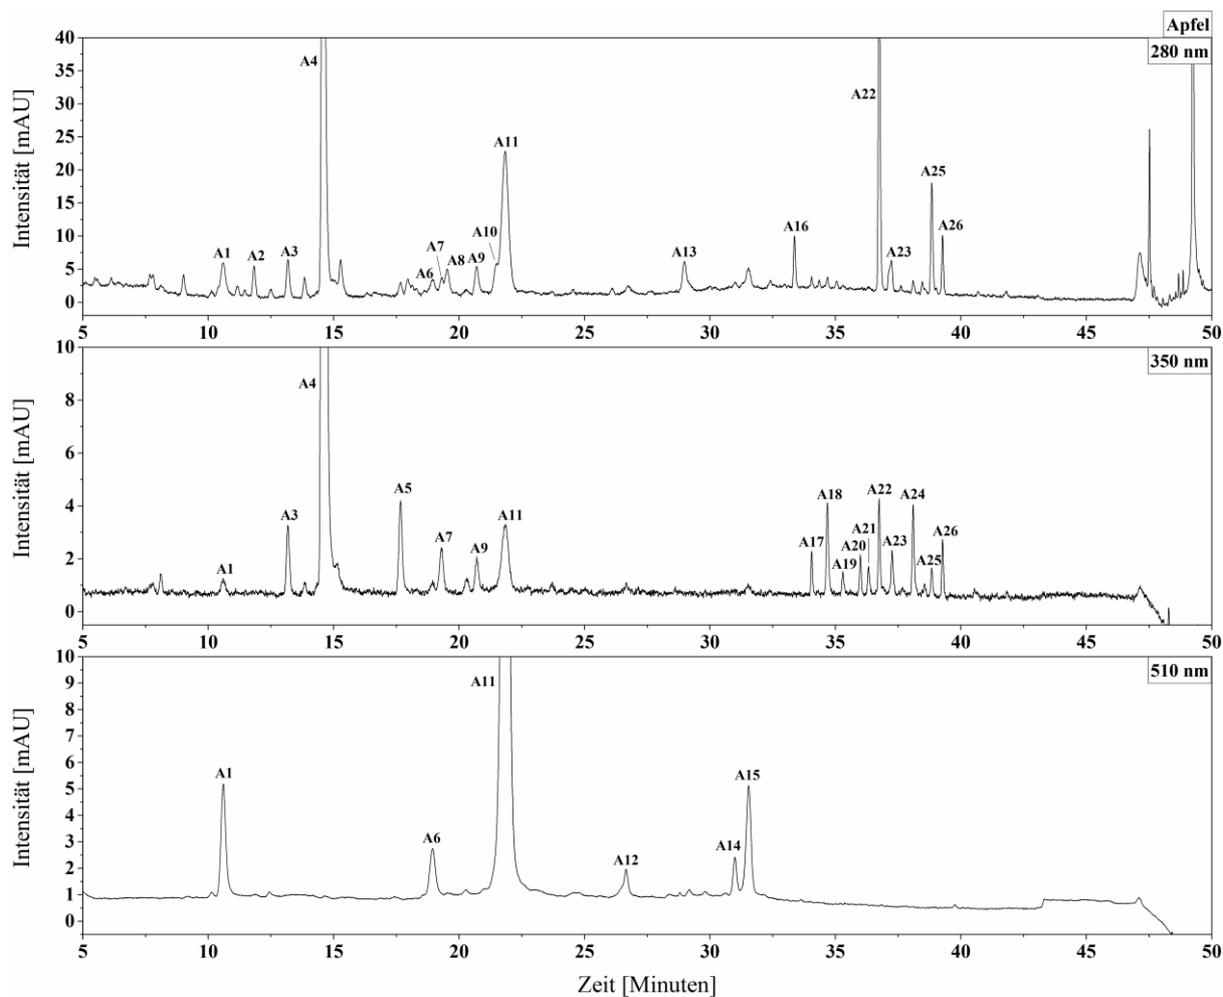 Apfel
280 nm
Intensität [mAU]
40
35
30
25
20
15
10
5
0
A4
A1
A2
A3
A6
A7
A8
A9
A10
A11
A13
A16
A22
A23
A25
A26
5 10 15 20 25 30 35 40 45 50
350 nm
Intensität [mAU]
10
8
6
4
2
0
A1
A3
A4
A5
A7
A9
A11
A17
A18
A19
A20
A21
A22
A23
A24
A25
A26
5 10 15 20 25 30 35 40 45 50
510 nm
Intensität [mAU]
10
9
8
7
6
5
4
3
2
1
0
A1
A6
A11
A12
A14
A15
5 10 15 20 25 30 35 40 45 50
Zeit [Minuten]